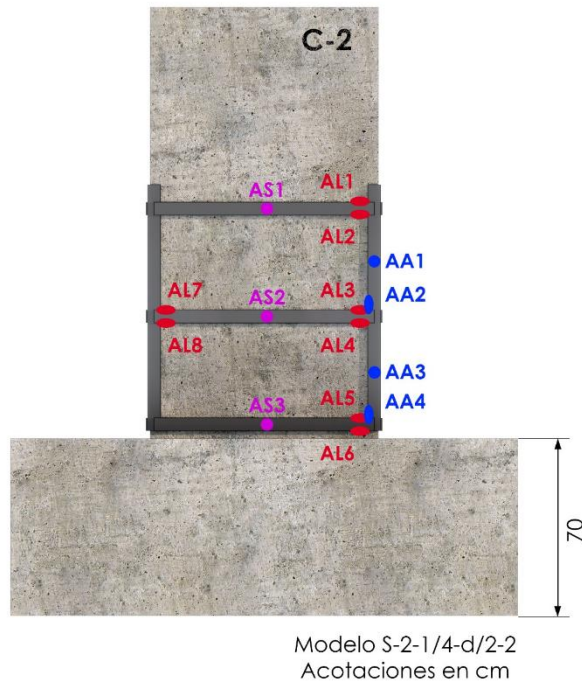 C-2
AL1
AS1
AL2
AA1
AL7
AS2
AL3
AA2
AL8
AL4
AA3
AL5
AS3
AA4
AL6
70
Modelo S-2-1/4-d/2-2
Acotaciones en cm